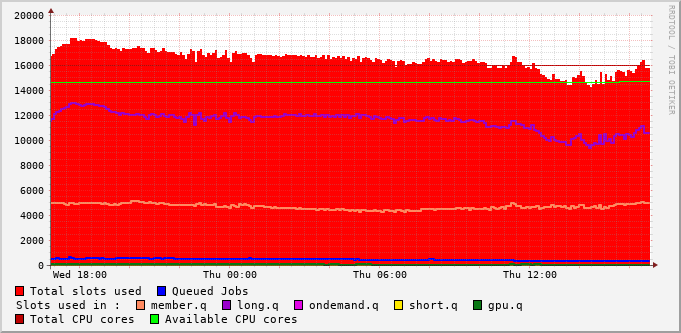 20000
18000
16000
14000
12000
10000
8000
6000
4000
2000
0
Wed 18:00 Thu 00:00 Thu 06:00 Thu 12:00
RRDTOOL / TOBI OETIKER
Total slots used Queued Jobs
Slots used in : member.q long.q ondemand.q short.q gpu.q
Total CPU cores Available CPU cores